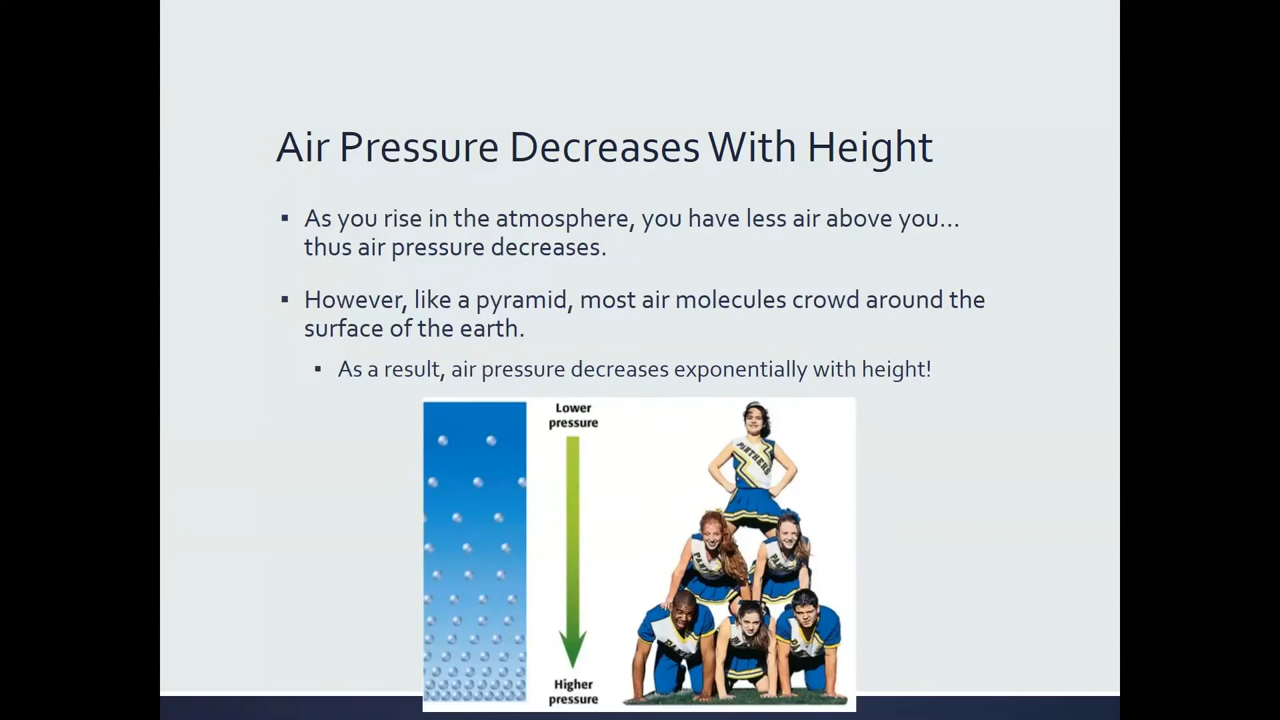 Air Pressure Decreases With Height
▪ As you rise in the atmosphere, you have less air above you...
thus air pressure decreases.
▪ However, like a pyramid, most air molecules crowd around the
surface of the earth.
▪ As a result, air pressure decreases exponentially with height!
Lower
pressure
PANTHERS
Higher
pressure